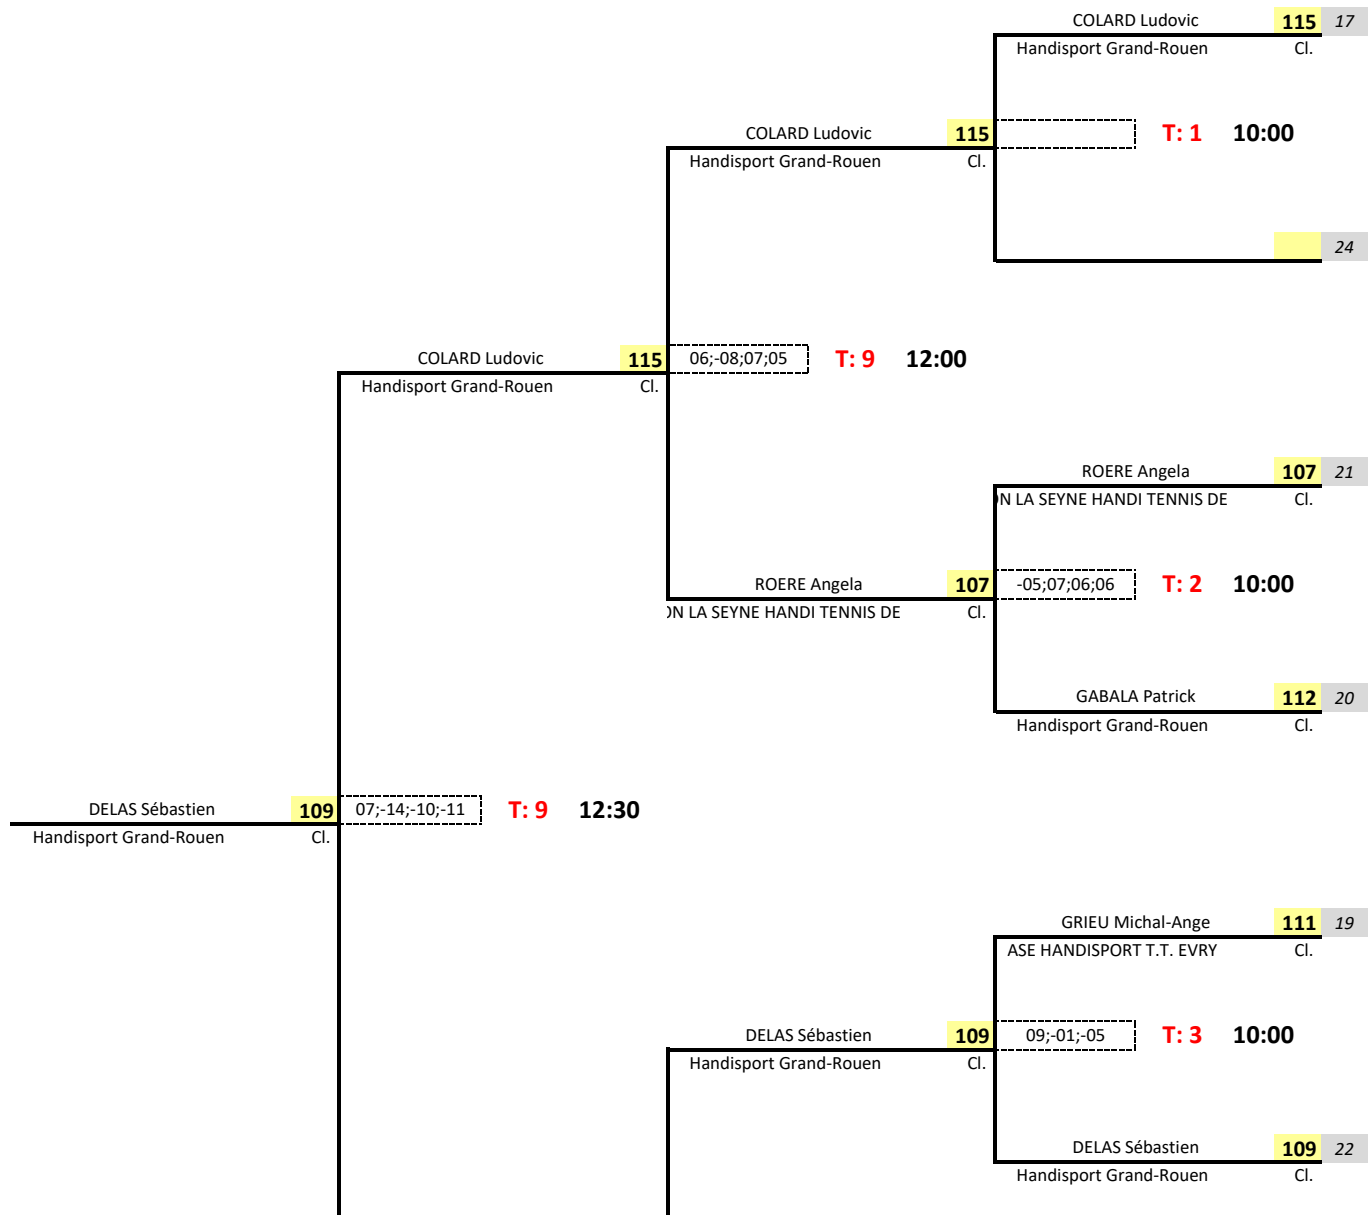 COLARD Ludovic 115 17
Handisport Grand-Rouen Cl.
COLARD Ludovic 115 T: 1 10:00
Handisport Grand-Rouen Cl.
24
COLARD Ludovic 115 06;-08;07;05 T: 9 12:00
Handisport Grand-Rouen Cl.
ROERE Angela 107 21
N LA SEYNE HANDI TENNIS DE Cl.
ROERE Angela 107 -05;07;06;06 T: 2 10:00
N LA SEYNE HANDI TENNIS DE Cl.
GABALA Patrick 112 20
Handisport Grand-Rouen Cl.
DELAS Sébastien 109 07;-14;-10;-11 T: 9 12:30
Handisport Grand-Rouen Cl.
GRIEU Michal-Ange 111 19
ASE HANDISPORT T.T. EVRY Cl.
DELAS Sébastien 109 09;-01;-05 T: 3 10:00
Handisport Grand-Rouen Cl.
DELAS Sébastien 109 22
Handisport Grand-Rouen Cl.